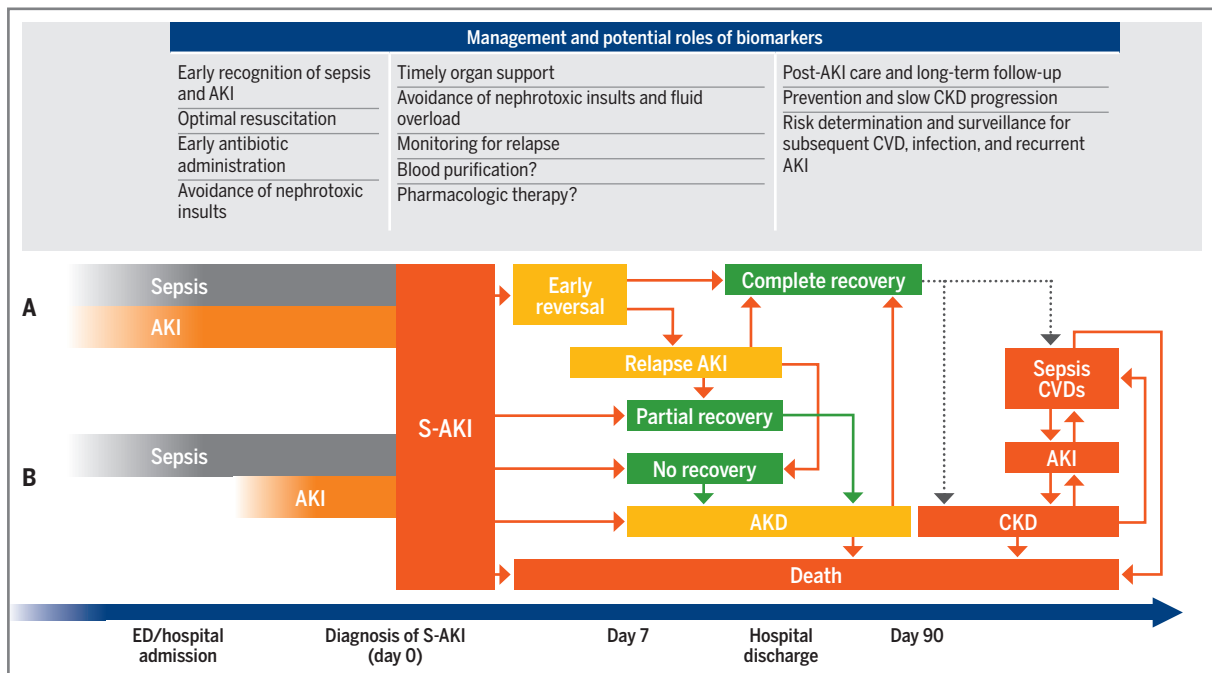 Management and potential roles of biomarkers
Early recognition of sepsis
and AKI
Optimal resuscitation
Early antibiotic
administration
Avoidance of nephrotoxic
insults
Timely organ support
Avoidance of nephrotoxic insults and fluid
overload
Monitoring for relapse
Blood purification?
Pharmacologic therapy?
Post-AKI care and long-term follow-up
Prevention and slow CKD progression
Risk determination and surveillance for
subsequent CVD, infection, and recurrent
AKI
A
Sepsis
AKI
B
Sepsis
AKI
S-AKI
Early
reversal
Complete recovery
Relapse AKI
Partial recovery
No recovery
AKD
Death
Sepsis
CVDs
AKI
CKD
ED/hospital
admission
Diagnosis of S-AKI
(day 0)
Day 7
Hospital
discharge
Day 90